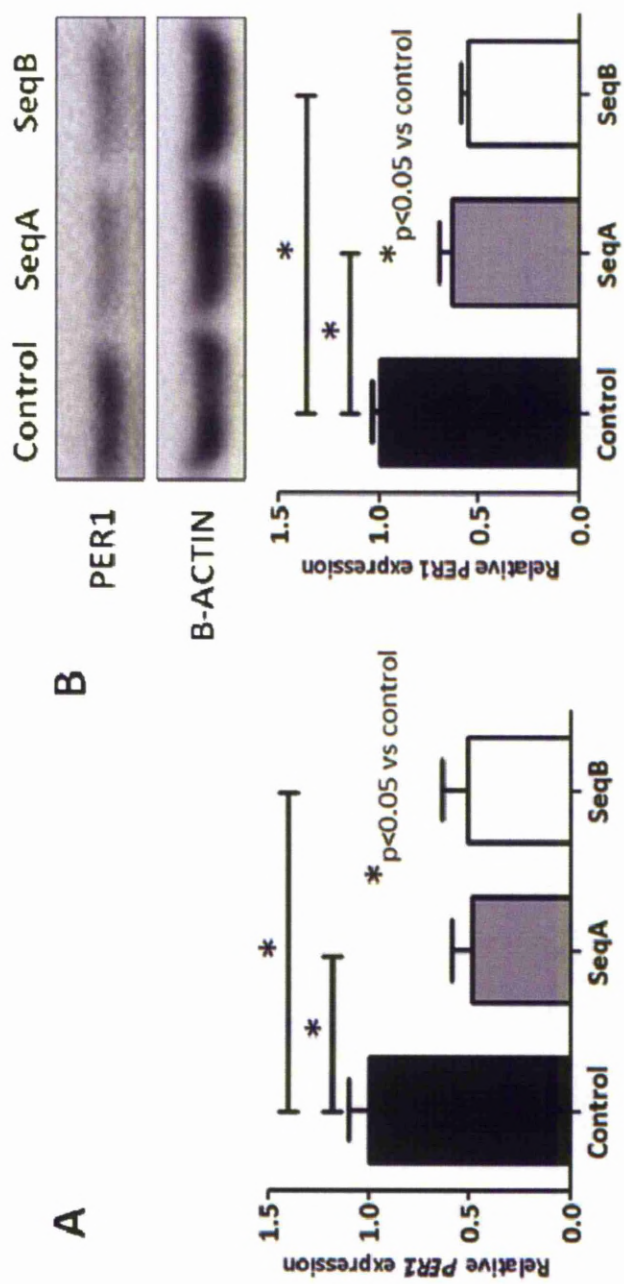 A
Relative PER1 expression
1.5
1.0
0.5
0.0
*
*
* p<0.05 vs control
Control SeqA SeqB
B
Control SeqA SeqB
PER1
B-ACTIN
Relative PER1 expression
1.5
1.0
0.5
0.0
*
*
* p<0.05 vs control
Control SeqA SeqB